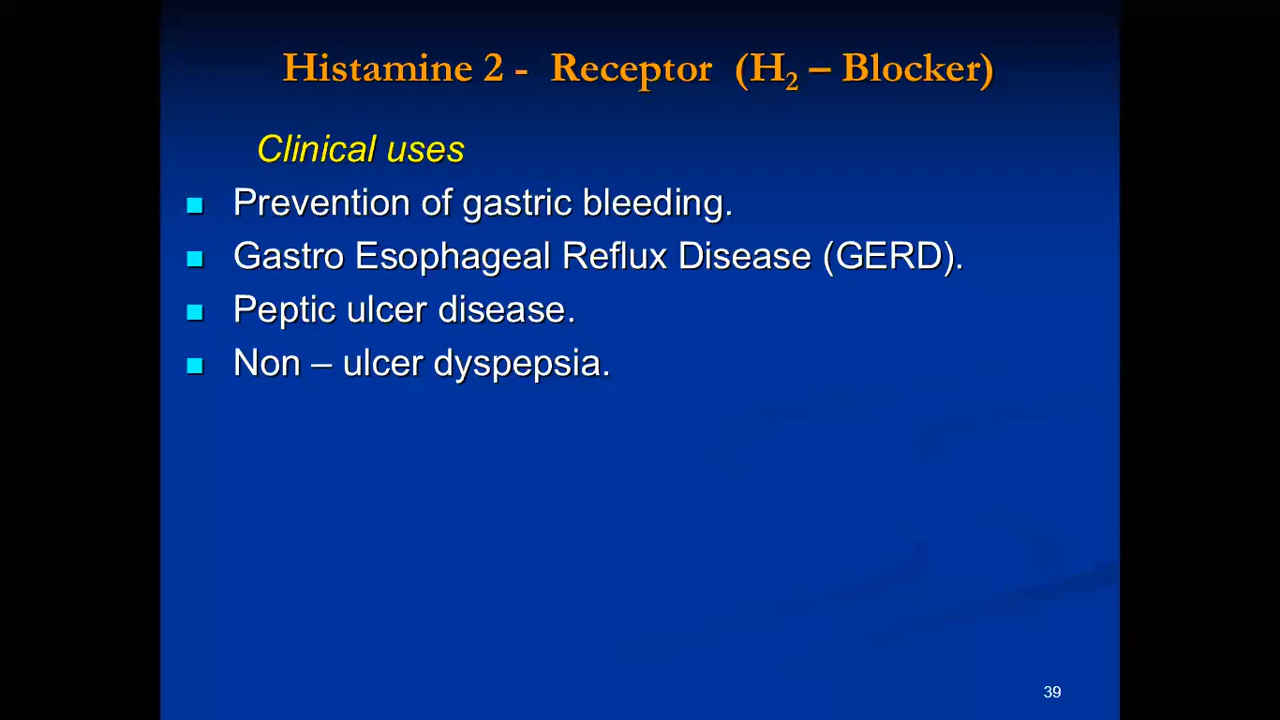 Histamine 2 - Receptor (H₂ – Blocker)
Clinical uses
Prevention of gastric bleeding.
Gastro Esophageal Reflux Disease (GERD).
Peptic ulcer disease.
Non – ulcer dyspepsia.
39